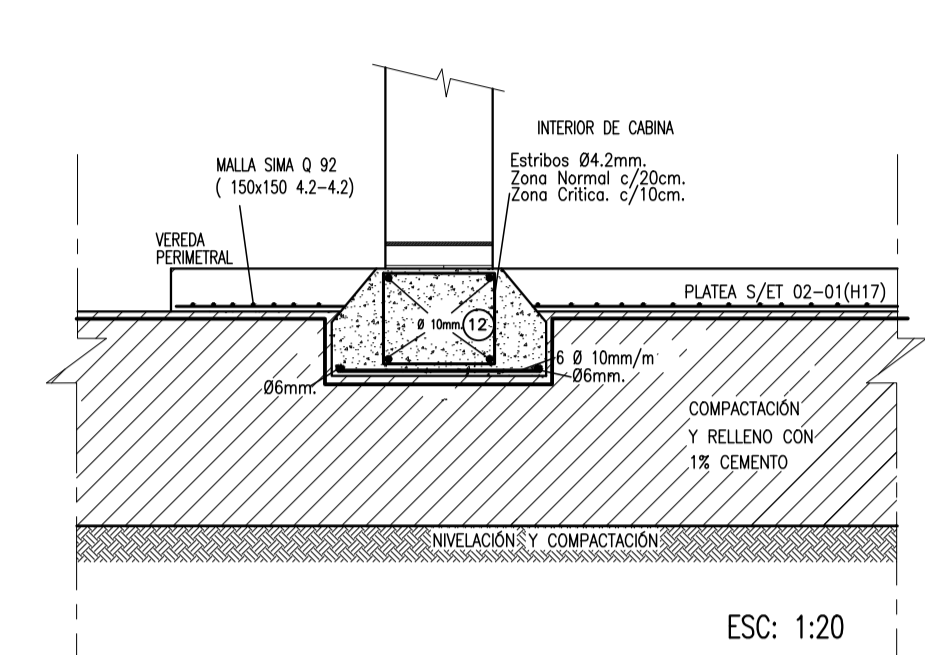 INTERIOR DE CABINA
MALLA SIMA Q 92
( 150x150 4.2-4.2)
Estribos Ø4.2mm.
Zona Normal c/20cm.
Zona Critica. c/10cm.
VEREDA
PERIMETRAL
PLATEA S/ET 02-01(H17)
Ø 10mm.
12
6 Ø 10mm/m
Ø6mm.
Ø6mm.
COMPACTACIÓN
Y RELLENO CON
1% CEMENTO
NIVELACIÓN Y COMPACTACIÓN
ESC: 1:20